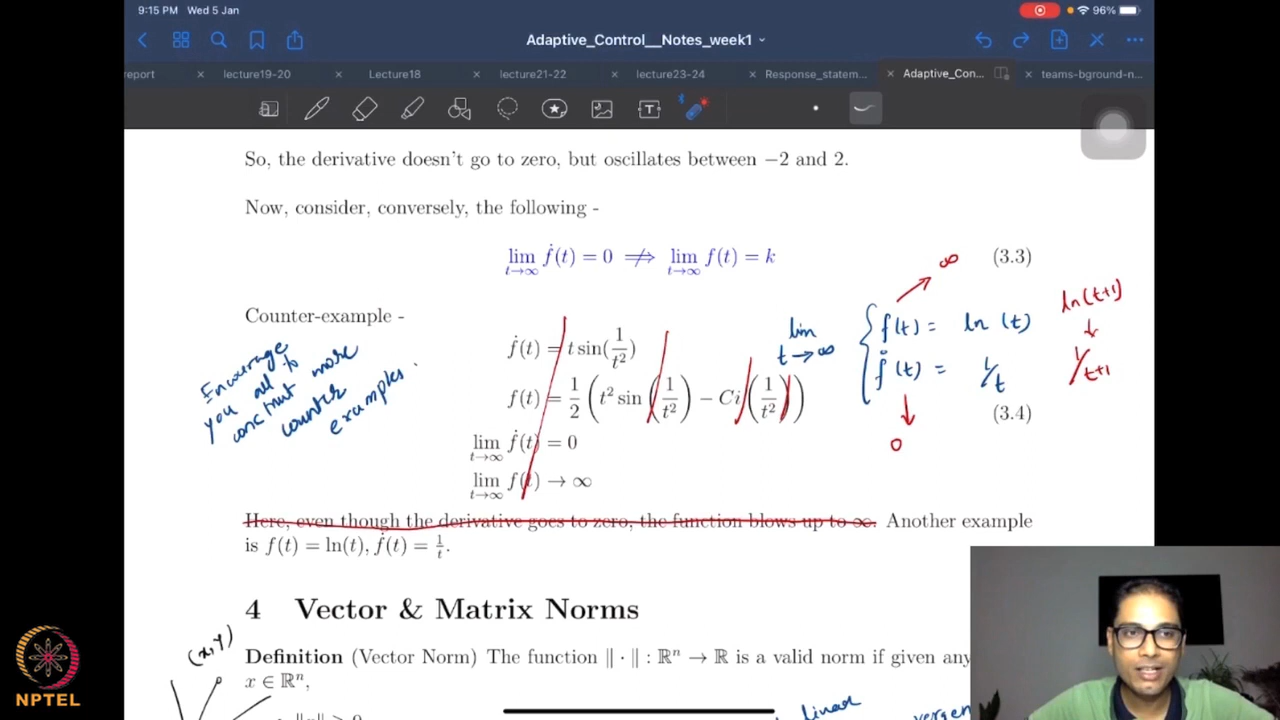 9:15 PM Wed 5 Jan
96%
Adaptive_Control__Notes_week1
report
lecture19-20
Lecture18
lecture21-22
lecture23-24
Response_statem...
Adaptive_Con...
teams-bground-n...
So, the derivative doesn't go to zero, but oscillates between −2 and 2.
Now, consider, conversely, the following -
lim t→∞ ḟ(t) = 0 ⇏ lim t→∞ f(t) = k (3.3)
∞
Counter-example -
ln(t+1)
↓
1/t+1
lim t→∞
f(t) = ln (t)
ḟ(t) = 1/t
↓
0
Encourage
you all to
construct more
counter
examples.
ḟ(t) = t sin(1/t²)
f(t) = 1/2 (t² sin (1/t²) − Ci (1/t²))
(3.4)
lim t→∞ ḟ(t) = 0
lim t→∞ f(t) → ∞
Here, even though the derivative goes to zero, the function blows up to ∞. Another example
is f(t) = ln(t), ḟ(t) = 1/t.
4 Vector & Matrix Norms
(x,y)
Definition (Vector Norm) The function ‖ · ‖ : ℝⁿ → ℝ is a valid norm if given any
x ∈ ℝⁿ,
linear
NPTEL